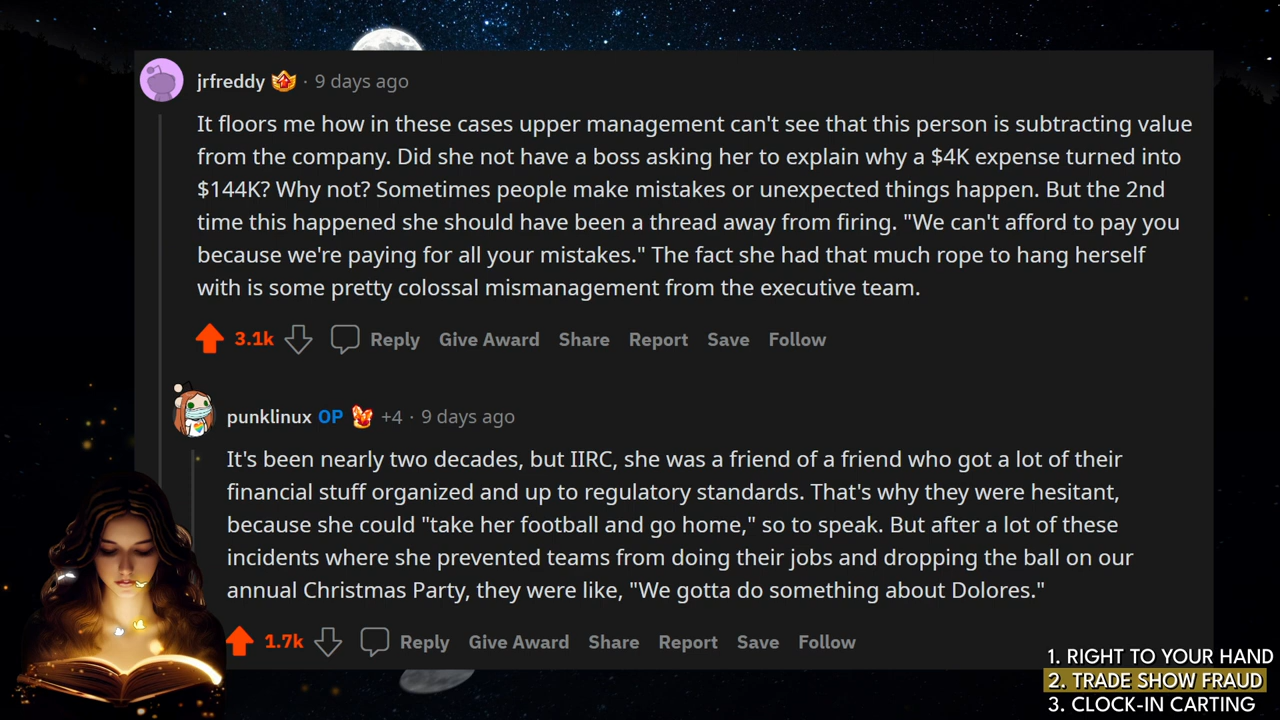 jrfreddy · 9 days ago
It floors me how in these cases upper management can't see that this person is subtracting value
from the company. Did she not have a boss asking her to explain why a $4K expense turned into
$144K? Why not? Sometimes people make mistakes or unexpected things happen. But the 2nd
time this happened she should have been a thread away from firing. "We can't afford to pay you
because we're paying for all your mistakes." The fact she had that much rope to hang herself
with is some pretty colossal mismanagement from the executive team.
3.1k Reply Give Award Share Report Save Follow
punklinux OP +4 · 9 days ago
It's been nearly two decades, but IIRC, she was a friend of a friend who got a lot of their
financial stuff organized and up to regulatory standards. That's why they were hesitant,
because she could "take her football and go home," so to speak. But after a lot of these
incidents where she prevented teams from doing their jobs and dropping the ball on our
annual Christmas Party, they were like, "We gotta do something about Dolores."
1.7k Reply Give Award Share Report Save Follow
1. RIGHT TO YOUR HAND
2. TRADE SHOW FRAUD
3. CLOCK-IN CARTING